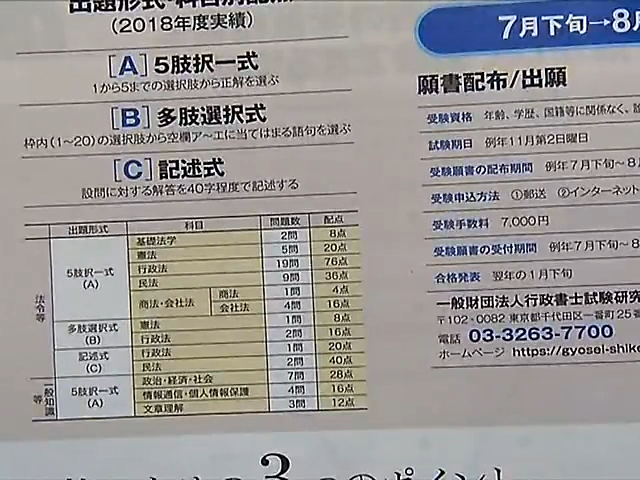 出題形式・科目別配点
(2018年度実績)
[A] 5肢択一式
1から5までの選択肢から正解を選ぶ
[B] 多肢選択式
枠内(1~20)の選択肢から空欄ア~エに当てはまる語句を選ぶ
[C] 記述式
設問に対する解答を40字程度で記述する
出題形式 科目 問題数 配点
法令等 5肢択一式(A) 基礎法学 2問 8点
憲法 5問 20点
行政法 19問 76点
民法 9問 36点
商法・会社法 商法 1問 4点
会社法 4問 16点
多肢選択式(B) 憲法 1問 8点
行政法 2問 16点
記述式(C) 行政法 1問 20点
民法 2問 40点
一般知識等 5肢択一式(A) 政治・経済・社会 7問 28点
情報通信・個人情報保護 4問 16点
文章理解 3問 12点
7月下旬→8月
願書配布/出願
受験資格 年齢、学歴、国籍等に関係なく、
試験期日 例年11月第2日曜日
受験願書の配布期間 例年7月下旬~8
受験申込方法 ①郵送 ②インターネット
受験手数料 7,000円
受験願書の受付期間 例年7月下旬~8
合格発表 翌年の1月下旬
一般財団法人行政書士試験研究
〒102-0082 東京都千代田区一番町25番
電話 03-3263-7700
ホームページ https://gyosei-shike
3つのポイント